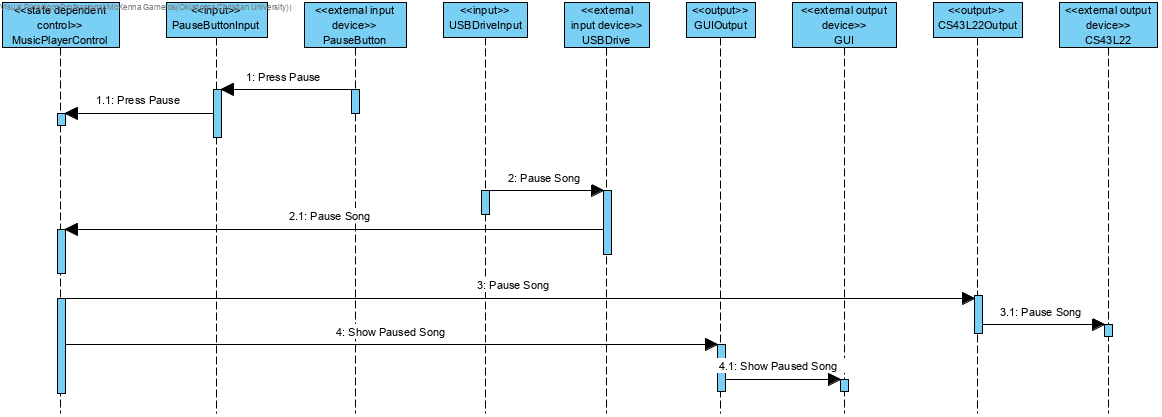 Visual Paradigm Professional(McKenna Gameros(Oklahoma Christian University))
<<state dependent
control>>
MusicPlayerControl
<<input>>
PauseButtonInput
<<external input
device>>
PauseButton
<<input>>
USBDriveInput
<<external
input device>>
USBDrive
<<output>>
GUIOutput
<<external output
device>>
GUI
<<output>>
CS43L22Output
<<external output
device>>
CS43L22
1: Press Pause
1.1: Press Pause
2: Pause Song
2.1: Pause Song
3: Pause Song
3.1: Pause Song
4: Show Paused Song
4.1: Show Paused Song